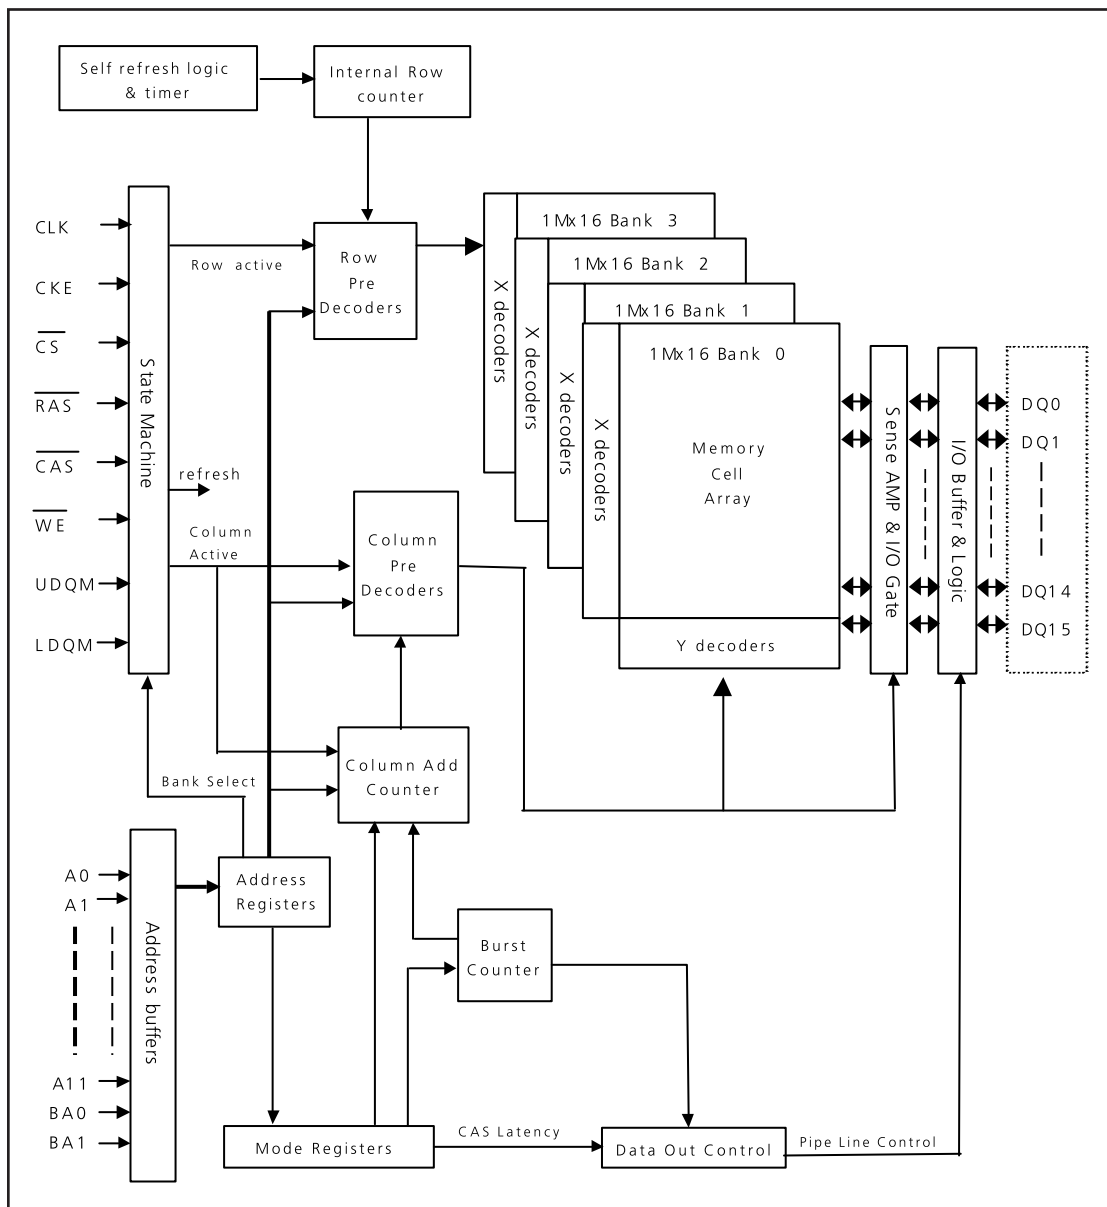 Self refresh logic
& timer
Internal Row
counter
CLK
CKE
CS
RAS
CAS
WE
UDQM
LDQM
State Machine
Row active
refresh
Column
Active
Bank Select
Row
Pre
Decoders
Column
Pre
Decoders
Column Add
Counter
1Mx16 Bank 3
1Mx16 Bank 2
1Mx16 Bank 1
1Mx16 Bank 0
X decoders
X decoders
X decoders
X decoders
Memory
Cell
Array
Y decoders
Sense AMP & I/O Gate
I/O Buffer & Logic
DQ0
DQ1
DQ14
DQ15
A0
A1
A11
BA0
BA1
Address buffers
Address
Registers
Burst
Counter
Mode Registers
CAS Latency
Data Out Control
Pipe Line Control